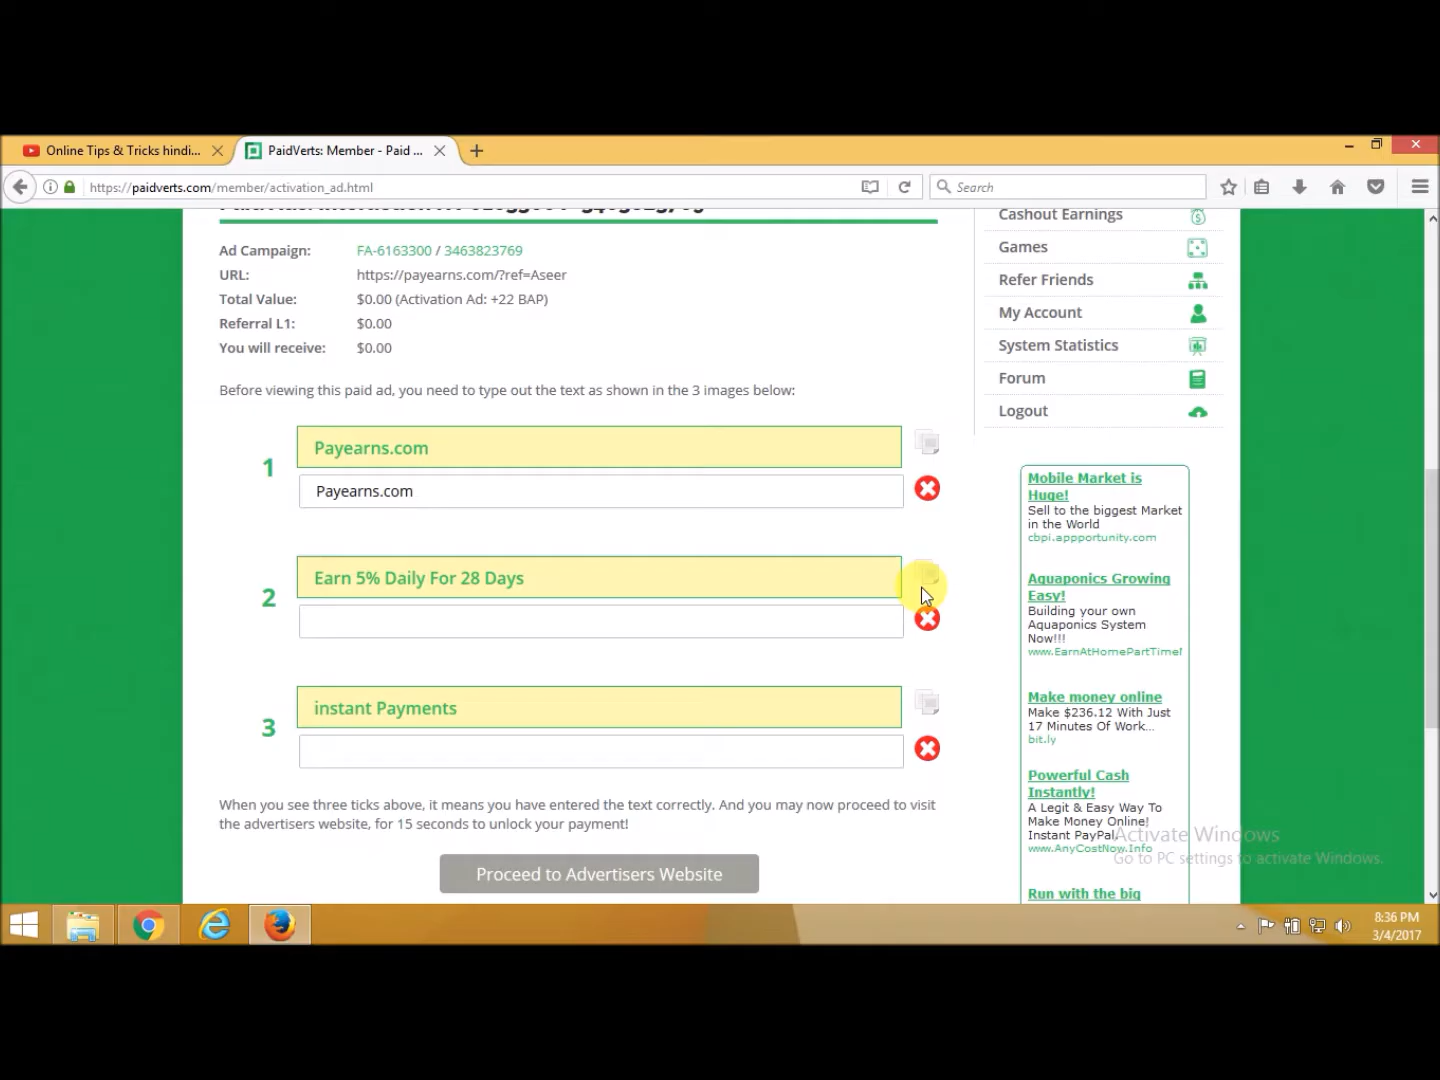 Online Tips & Tricks hindi...
PaidVerts: Member - Paid ...
https://paidverts.com/member/activation_ad.html
Search
Ad Campaign: FA-6163300 / 3463823769
URL: https://payearns.com/?ref=Aseer
Total Value: $0.00 (Activation Ad: +22 BAP)
Referral L1: $0.00
You will receive: $0.00
Before viewing this paid ad, you need to type out the text as shown in the 3 images below:
1
Payearns.com
Payearns.com
2
Earn 5% Daily For 28 Days
3
instant Payments
When you see three ticks above, it means you have entered the text correctly. And you may now proceed to visit
the advertisers website, for 15 seconds to unlock your payment!
Proceed to Advertisers Website
Cashout Earnings
Games
Refer Friends
My Account
System Statistics
Forum
Logout
Mobile Market is
Huge!
Sell to the biggest Market
in the World
cbpi.appportunity.com
Aquaponics Growing
Easy!
Building your own
Aquaponics System
Now!!!
www.EarnAtHomePartTime
Make money online
Make $236.12 With Just
17 Minutes Of Work...
bit.ly
Powerful Cash
Instantly!
A Legit & Easy Way To
Make Money Online!
Instant PayPal,
www.AnyCostNow.Info
Run with the big
Activate Windows
Go to PC settings to activate Windows.
8:36 PM
3/4/2017